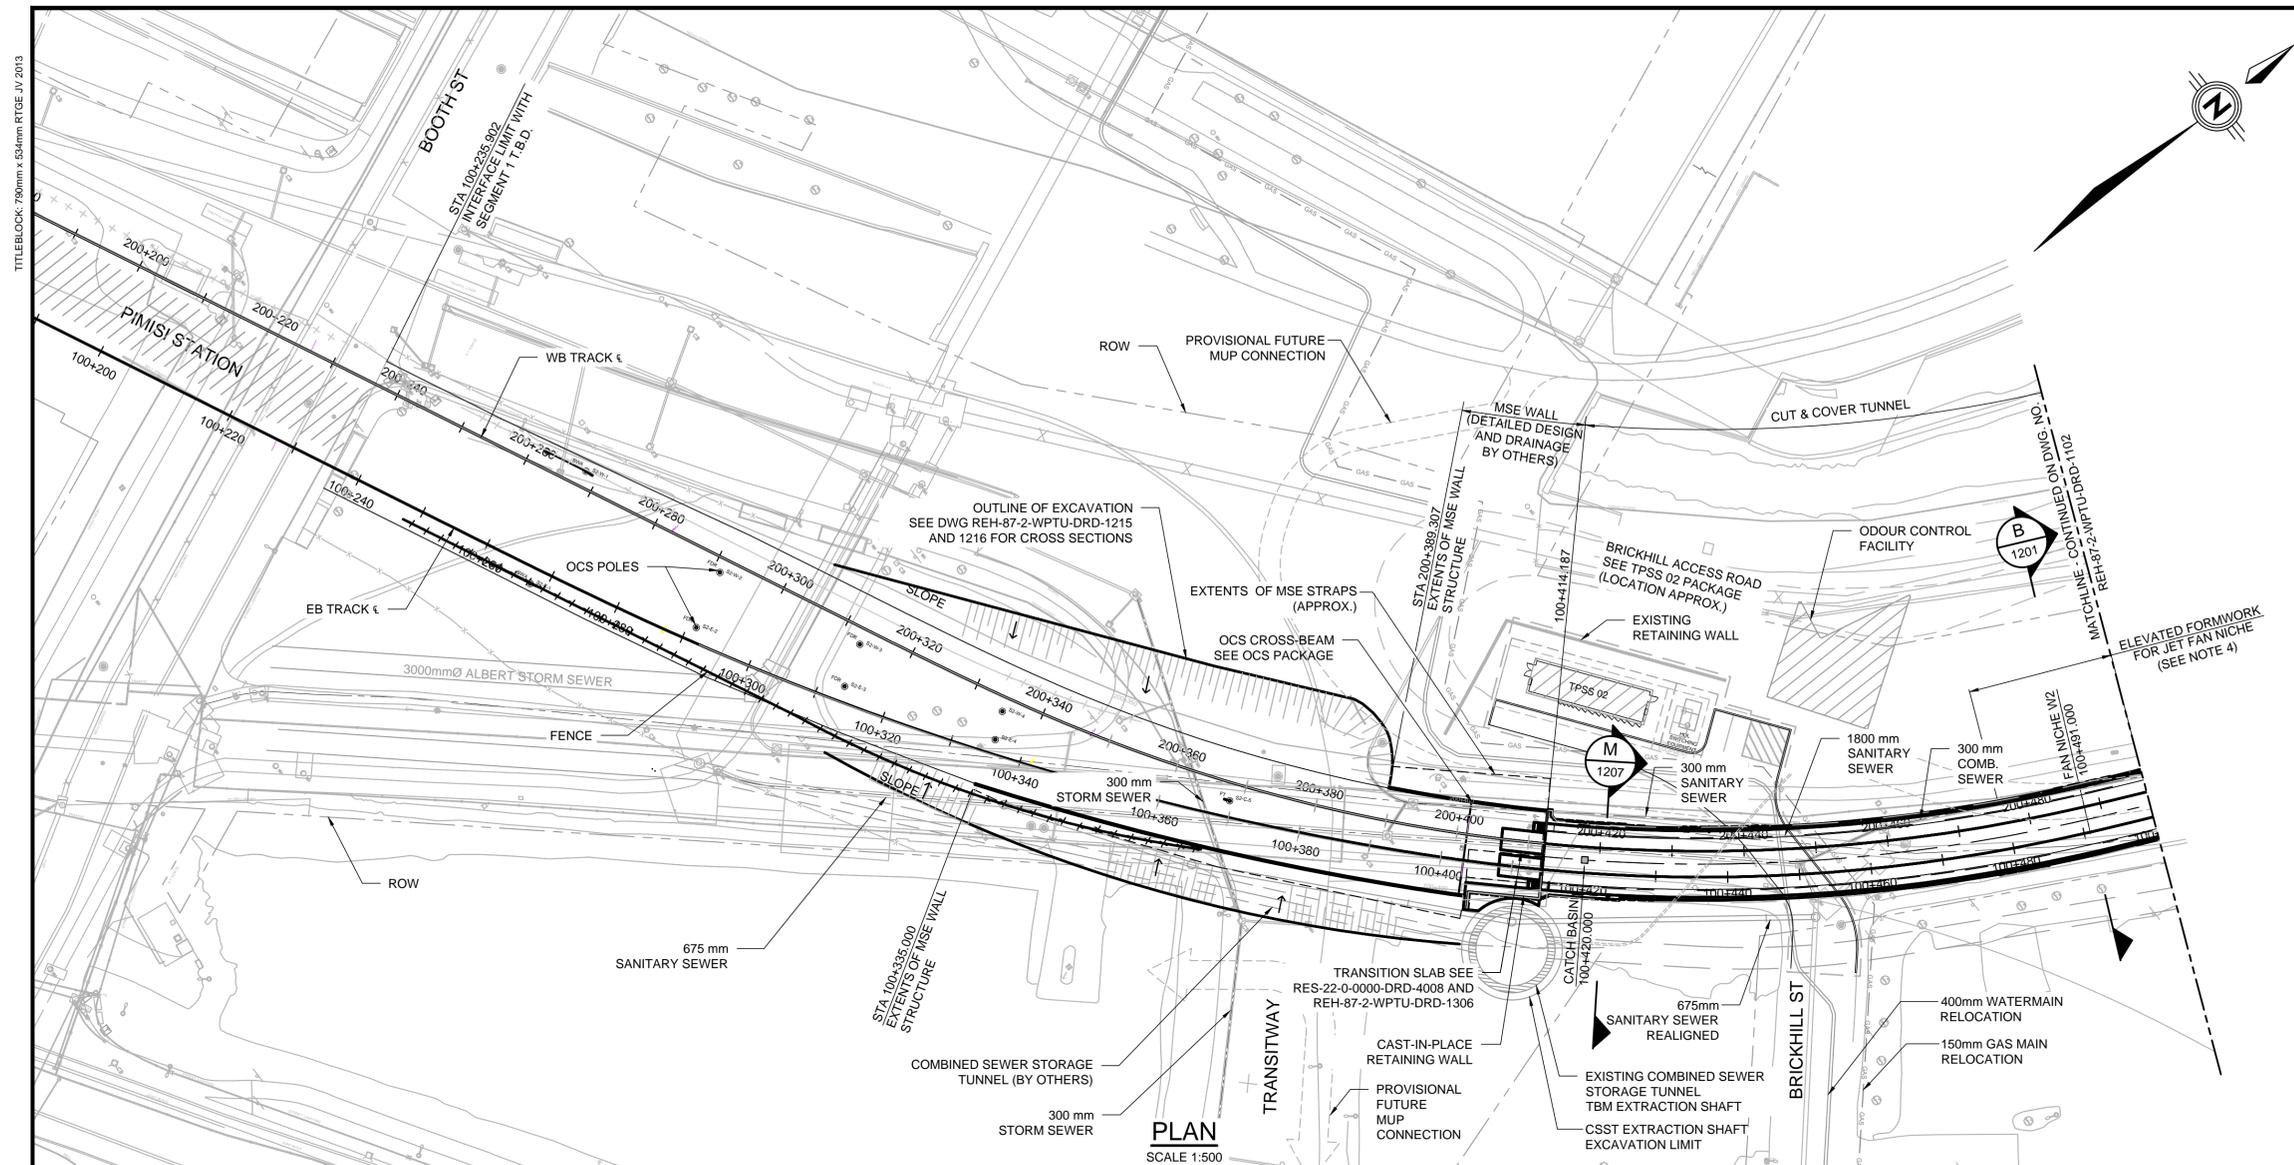 TITLEBLOCK: 790mm x 534mm RTGE JV 2013
BOOTH ST
STA 100+235.902
INTERFACE LIMIT WITH
SEGMENT 1 T.B.D.
N
200+200
200+220
PIMISI STATION
100+200
100+220
200+240
WB TRACK ℄
200+260
100+240
200+280
OCS POLES
100+260
EB TRACK ℄
100+280
200+300
ROW
PROVISIONAL FUTURE
MUP CONNECTION
MSE WALL
(DETAILED DESIGN
AND DRAINAGE
BY OTHERS)
CUT & COVER TUNNEL
MATCHLINE - CONTINUED ON DWG. NO.
REH-87-2-WPTU-DRD-1102
OUTLINE OF EXCAVATION
SEE DWG REH-87-2-WPTU-DRD-1215
AND 1216 FOR CROSS SECTIONS
STA 200+389.307
EXTENTS OF MSE WALL
STRUCTURE
100+414.187
BRICKHILL ACCESS ROAD
SEE TPSS 02 PACKAGE
(LOCATION APPROX.)
ODOUR CONTROL
FACILITY
B
1201
SLOPE
EXTENTS OF MSE STRAPS
(APPROX.)
EXISTING
RETAINING WALL
OCS CROSS-BEAM
SEE OCS PACKAGE
ELEVATED FORMWORK
FOR JET FAN NICHE
(SEE NOTE 4)
TPSS 02
3000mmØ ALBERT STORM SEWER
100+300
200+320
200+340
FENCE
100+320
200+360
M
1207
300 mm
SANITARY
SEWER
1800 mm
SANITARY
SEWER
300 mm
COMB.
SEWER
FAN NICHE W2
100+491.000
SLOPE
100+340
300 mm
STORM SEWER
200+380
100+360
200+400
200+420
200+440
200+460
200+480
100+380
100+400
100+420
100+440
100+460
100+480
ROW
675 mm
SANITARY SEWER
STA 100+335.000
EXTENTS OF MSE WALL
STRUCTURE
CATCH BASIN
100+420.000
TRANSITION SLAB SEE
RES-22-0-0000-DRD-4008 AND
REH-87-2-WPTU-DRD-1306
675mm
SANITARY SEWER
REALIGNED
BRICKHILL ST
400mm WATERMAIN
RELOCATION
150mm GAS MAIN
RELOCATION
CAST-IN-PLACE
RETAINING WALL
COMBINED SEWER STORAGE
TUNNEL (BY OTHERS)
TRANSITWAY
PROVISIONAL
FUTURE
MUP
CONNECTION
EXISTING COMBINED SEWER
STORAGE TUNNEL
TBM EXTRACTION SHAFT
CSST EXTRACTION SHAFT
EXCAVATION LIMIT
300 mm
STORM SEWER
PLAN
SCALE 1:500